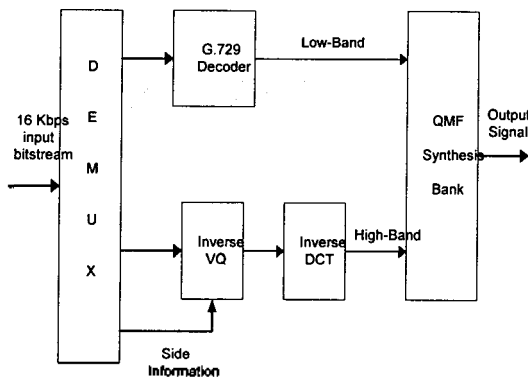 16 Kbps
input
bitstream
D
E
M
U
X
G.729
Decoder
Low-Band
Inverse
VQ
Inverse
DCT
High-Band
Side
Information
QMF
Synthesis
Bank
Output
Signal